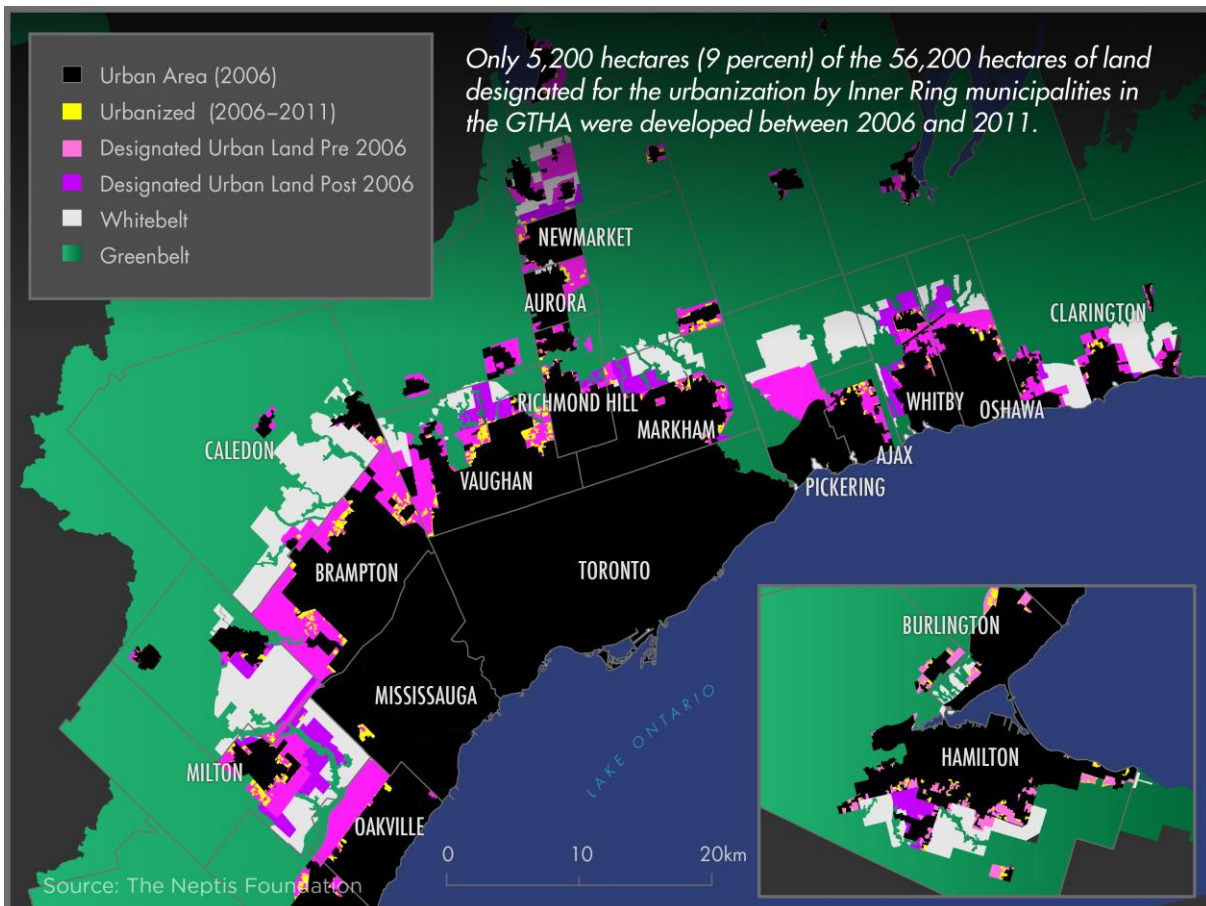 Only 5,200 hectares (9 percent) of the 56,200 hectares of land
designated for the urbanization by Inner Ring municipalities in
the GTHA were developed between 2006 and 2011.
Urban Area (2006)
Urbanized (2006–2011)
Designated Urban Land Pre 2006
Designated Urban Land Post 2006
Whitebelt
Greenbelt
NEWMARKET
AURORA
CLARINGTON
RICHMOND HILL
WHITBY
OSHAWA
MARKHAM
CALEDON
VAUGHAN
AJAX
PICKERING
BRAMPTON
TORONTO
MISSISSAUGA
MILTON
OAKVILLE
LAKE ONTARIO
BURLINGTON
HAMILTON
0 10 20km
Source: The Neptis Foundation